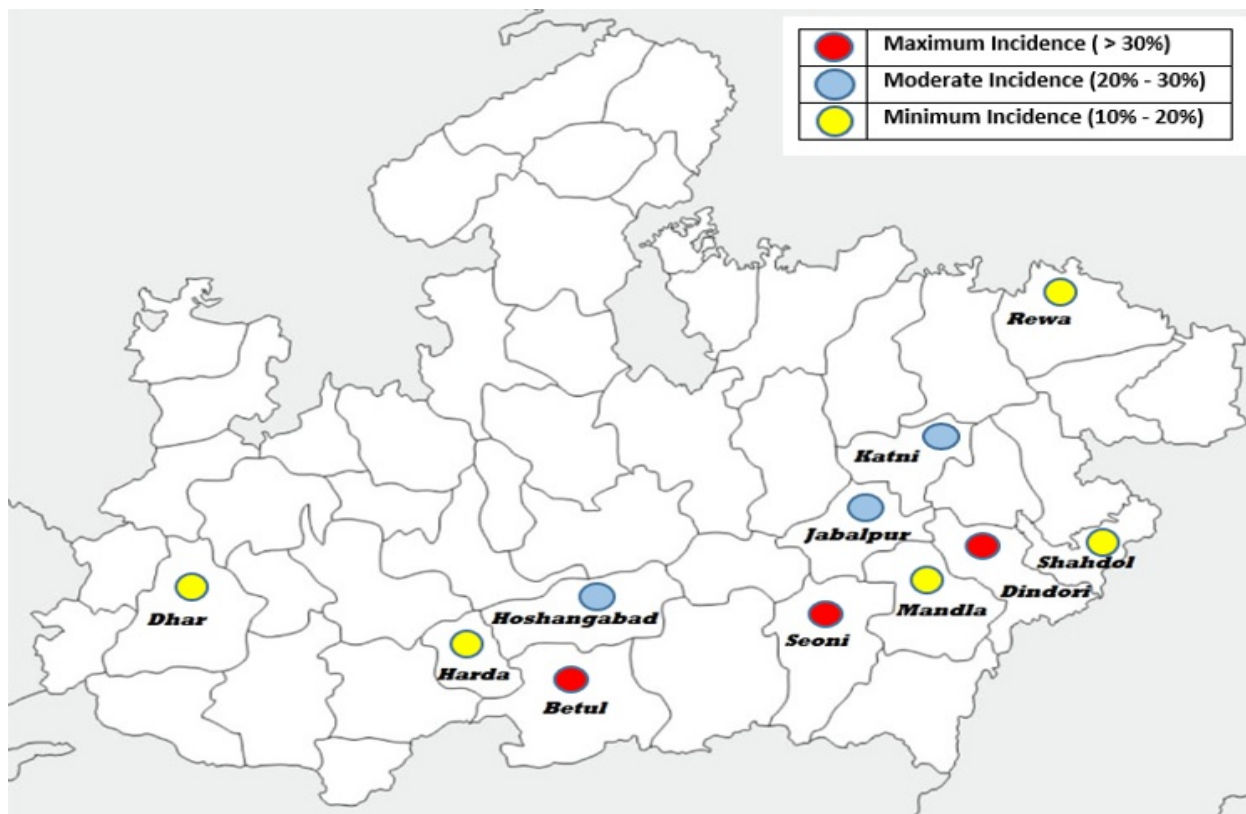 Maximum Incidence ( > 30%)
Moderate Incidence (20% - 30%)
Minimum Incidence (10% - 20%)
Rewa
Katni
Jabalpur
Shahdol
Dindori
Mandla
Dhar
Hoshangabad
Seoni
Harda
Betul